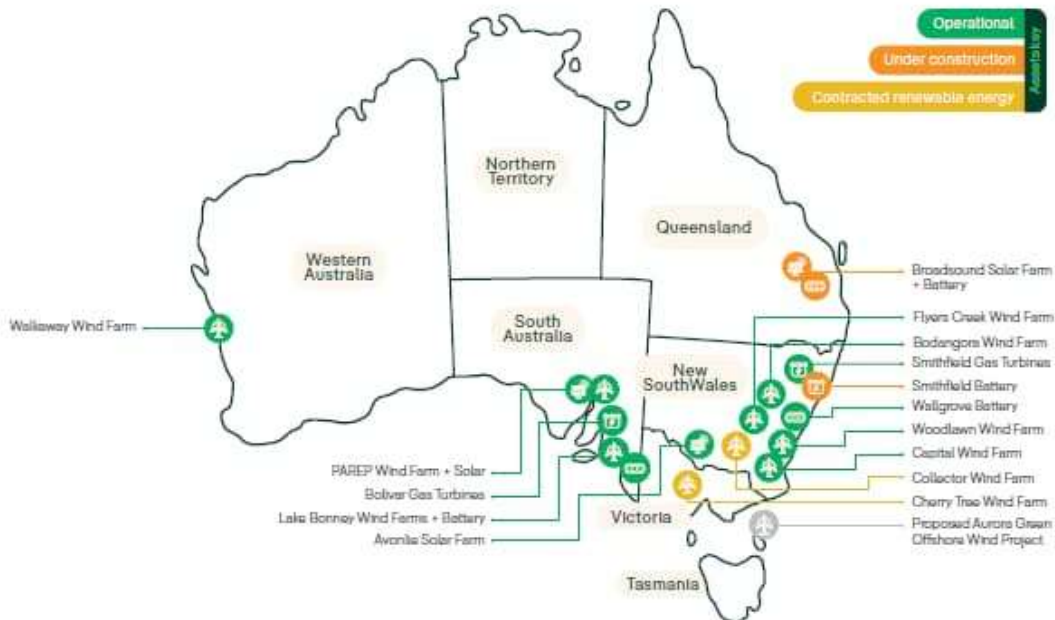 Operational
Under construction
Contracted renewable energy
Assets key
Northern
Territory
Queensland
Western
Australia
South
Australia
New
South Wales
Victoria
Tasmania
Walkaway Wind Farm
PAREP Wind Farm + Solar
Bolivar Gas Turbines
Lake Bonney Wind Farms + Battery
Avonlie Solar Farm
Broadsound Solar Farm
+ Battery
Flyers Creek Wind Farm
Bodangora Wind Farm
Smithfield Gas Turbines
Smithfield Battery
Wallgrove Battery
Woodlawn Wind Farm
Capital Wind Farm
Collector Wind Farm
Cherry Tree Wind Farm
Proposed Aurora Green
Offshore Wind Project